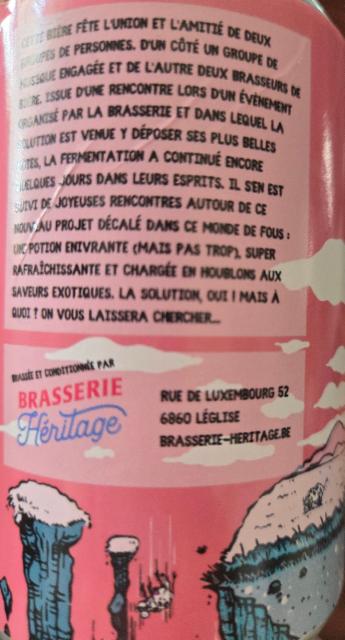 CETTE BIÈRE FÊTE L'UNION ET L'AMITIÉ DE DEUX
GROUPES DE PERSONNES. D'UN CÔTÉ UN GROUPE DE
MUSIQUE ENGAGÉE ET DE L'AUTRE DEUX BRASSEURS DE
BIÈRE. ISSUE D'UNE RENCONTRE LORS D'UN ÉVÈNEMENT
ORGANISÉ PAR LA BRASSERIE ET DANS LEQUEL LA
SOLUTION EST VENUE Y DÉPOSER SES PLUS BELLES
NOTES, LA FERMENTATION A CONTINUÉ ENCORE
QUELQUES JOURS DANS LEURS ESPRITS. IL S'EN EST
SUIVI DE JOYEUSES RENCONTRES AUTOUR DE CE
NOUVEAU PROJET DÉCALÉ DANS CE MONDE DE FOUS :
UNE POTION ENIVRANTE (MAIS PAS TROP), SUPER
RAFRAÎCHISSANTE ET CHARGÉE EN HOUBLONS AUX
SAVEURS EXOTIQUES. LA SOLUTION, OUI ! MAIS À
QUOI ? ON VOUS LAISSERA CHERCHER...
BRASSÉE ET CONDITIONNÉE PAR
BRASSERIE
Héritage
RUE DE LUXEMBOURG 52
6860 LÉGLISE
BRASSERIE-HERITAGE.BE